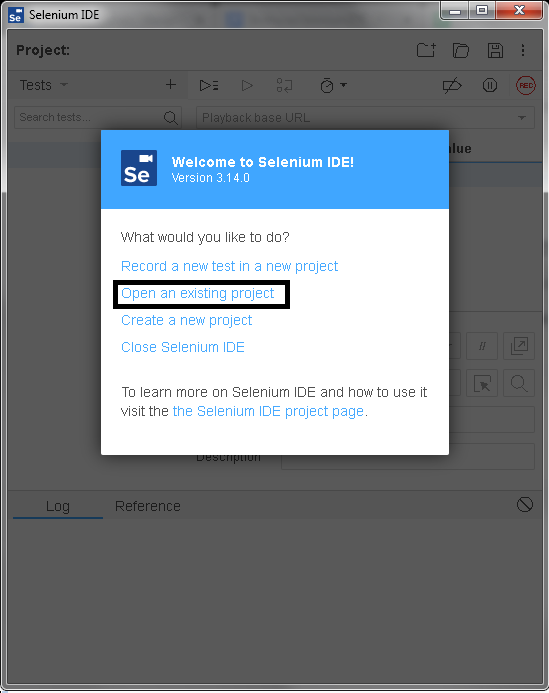 Selenium IDE
Project:
Tests
REC
Search tests...
Playback base URL
Se
Welcome to Selenium IDE!
Version 3.14.0
What would you like to do?
Record a new test in a new project
Open an existing project
Create a new project
Close Selenium IDE
//
To learn more on Selenium IDE and how to use it
visit the the Selenium IDE project page.
Description
Log
Reference